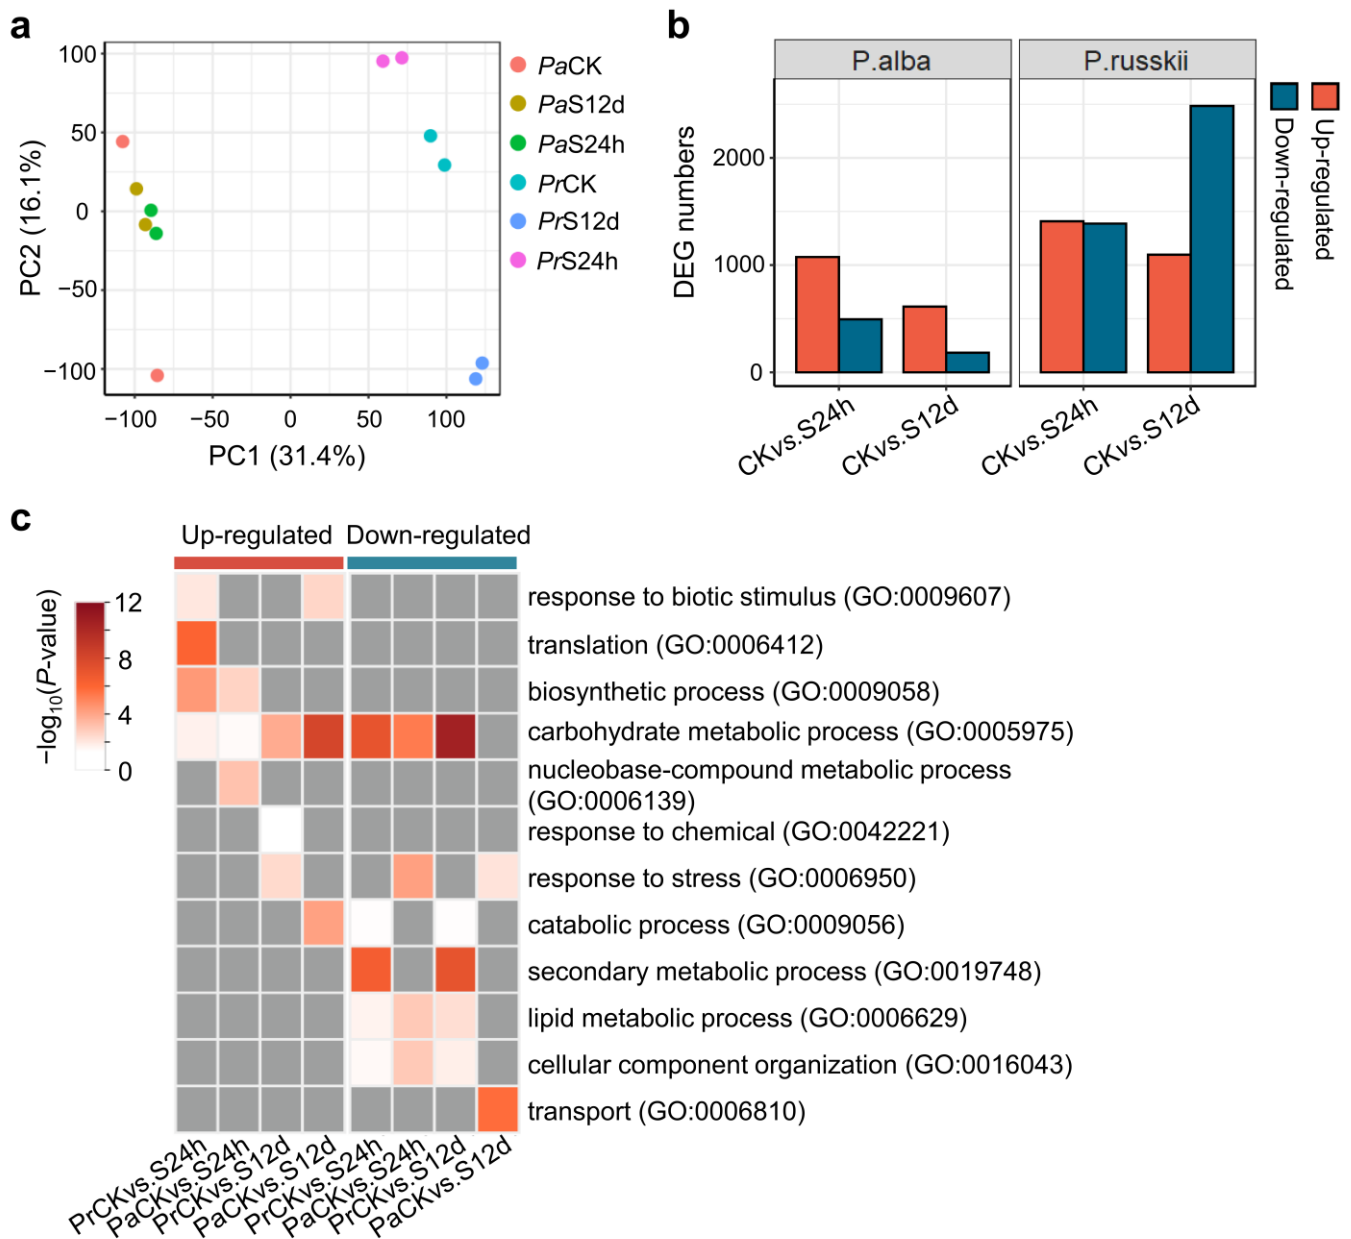 a
100
50
0
−50
−100
PC2 (16.1%)
−100
−50
0
50
100
PC1 (31.4%)
PaCK
PaS12d
PaS24h
PrCK
PrS12d
PrS24h
b
P.alba
P.russkii
DEG numbers
2000
1000
0
CKvs.S24h
CKvs.S12d
CKvs.S24h
CKvs.S12d
Down-regulated
Up-regulated
c
Up-regulated
Down-regulated
−log10(P-value)
12
8
4
0
response to biotic stimulus (GO:0009607)
translation (GO:0006412)
biosynthetic process (GO:0009058)
carbohydrate metabolic process (GO:0005975)
nucleobase-compound metabolic process
(GO:0006139)
response to chemical (GO:0042221)
response to stress (GO:0006950)
catabolic process (GO:0009056)
secondary metabolic process (GO:0019748)
lipid metabolic process (GO:0006629)
cellular component organization (GO:0016043)
transport (GO:0006810)
PrCKvs.S24h
PaCKvs.S24h
PrCKvs.S12d
PaCKvs.S12d
PrCKvs.S24h
PaCKvs.S24h
PrCKvs.S12d
PaCKvs.S12d